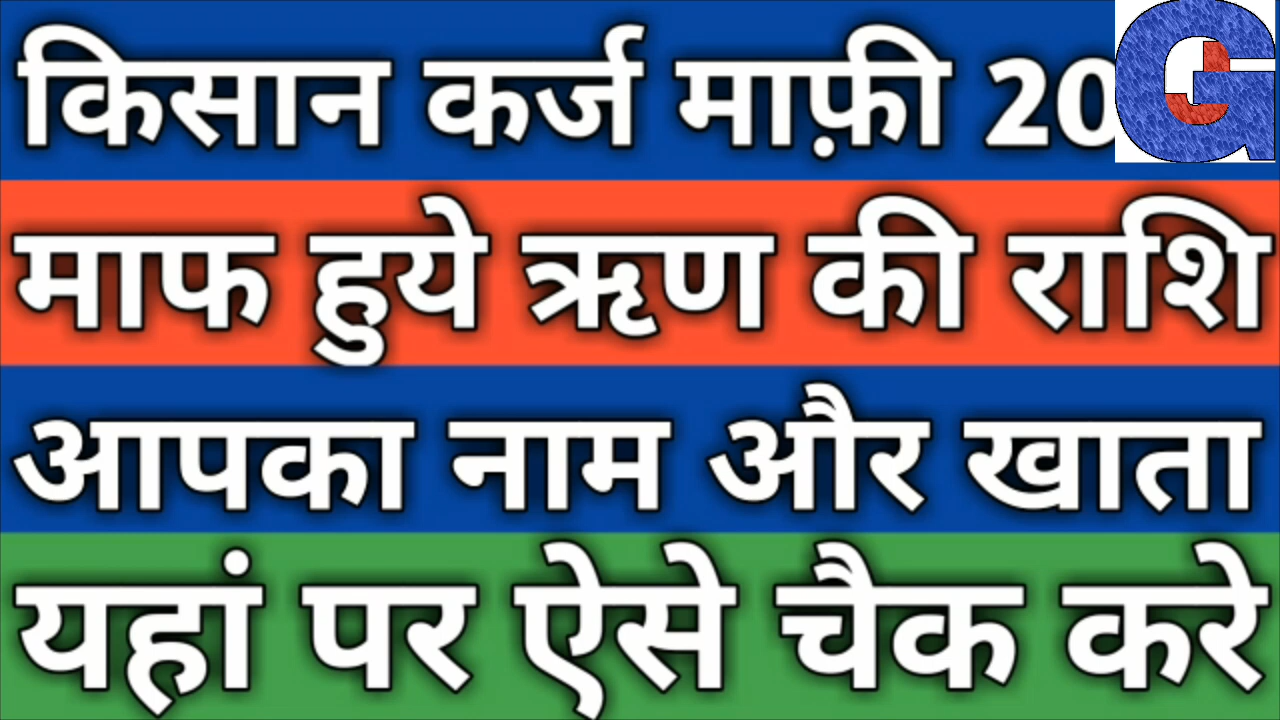 किसान कर्ज माफ़ी 20
माफ हुये ऋण की राशि
आपका नाम और खाता
यहां पर ऐसे चैक करे